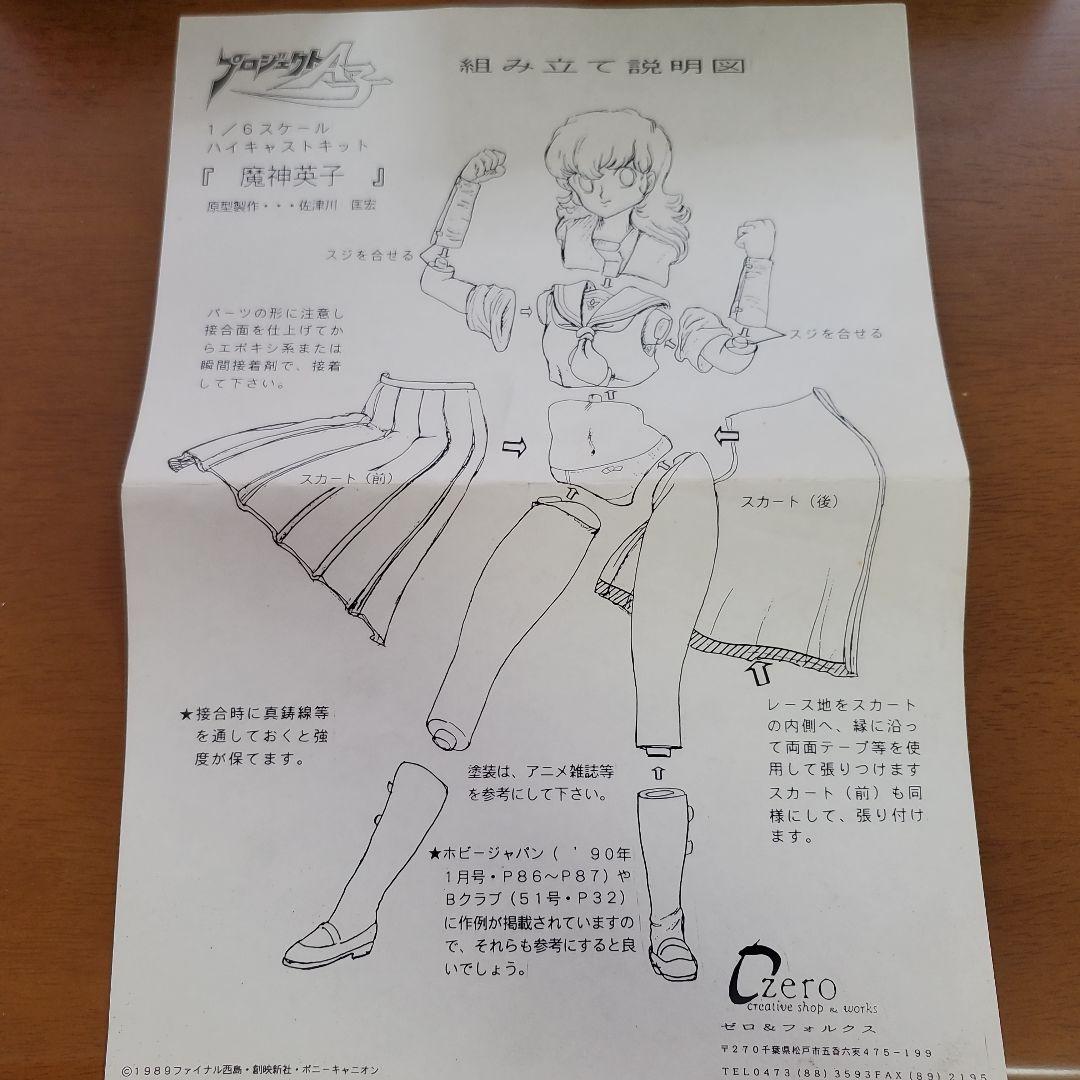 プロジェクトA子
組み立て説明図
1/6スケール
ハイキャストキット
『 魔神英子 』
原型製作・・・佐津川 匡宏
スジを合せる
スジを合せる
パーツの形に注意し
接合面を仕上げてか
らエポキシ系または
瞬間接着剤で、接着
して下さい。
スカート（前）
スカート（後）
★接合時に真鋳線等
を通しておくと強
度が保てます。
塗装は、アニメ雑誌等
を参考にして下さい。
レース地をスカート
の内側へ、縁に沿っ
て両面テープ等を使
用して張りつけます
スカート（前）も同
様にして、張り付け
ます。
★ホビージャパン（’90年
1月号・P86～P87）や
Bクラブ（51号・P32）
に作例が掲載されていますの
で、それらも参考にすると良
いでしょう。
zero
creative shop & works
ゼロ&フォルクス
〒270千葉県松戸市五香六実475-199
TEL0473(88)3593FAX(89)2195
©1989ファイナル西島・創映新社・ポニーキャニオン